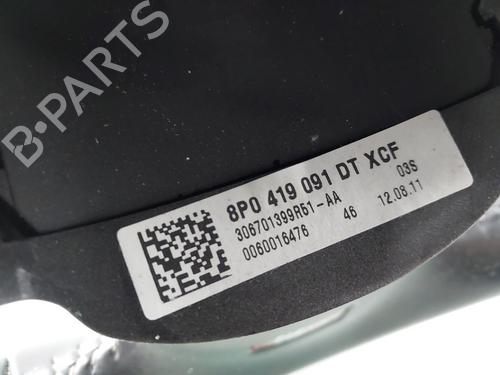 B-PARTS
8P0 419 091 DT XCF
306701399R51-AA 03S
0060016476 46 12.08.11